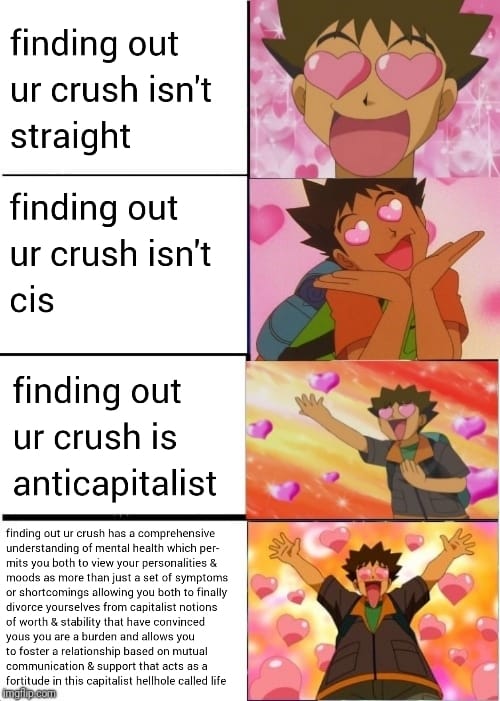 finding out
ur crush isn't
straight
finding out
ur crush isn't
cis
finding out
ur crush is
anticapitalist
finding out ur crush has a comprehensive
understanding of mental health which per-
mits you both to view your personalities &
moods as more than just a set of symptoms
or shortcomings allowing you both to finally
divorce yourselves from capitalist notions
of worth & stability that have convinced
yous you are a burden and allows you
to foster a relationship based on mutual
communication & support that acts as a
fortitude in this capitalist hellhole called life
imgflip.com